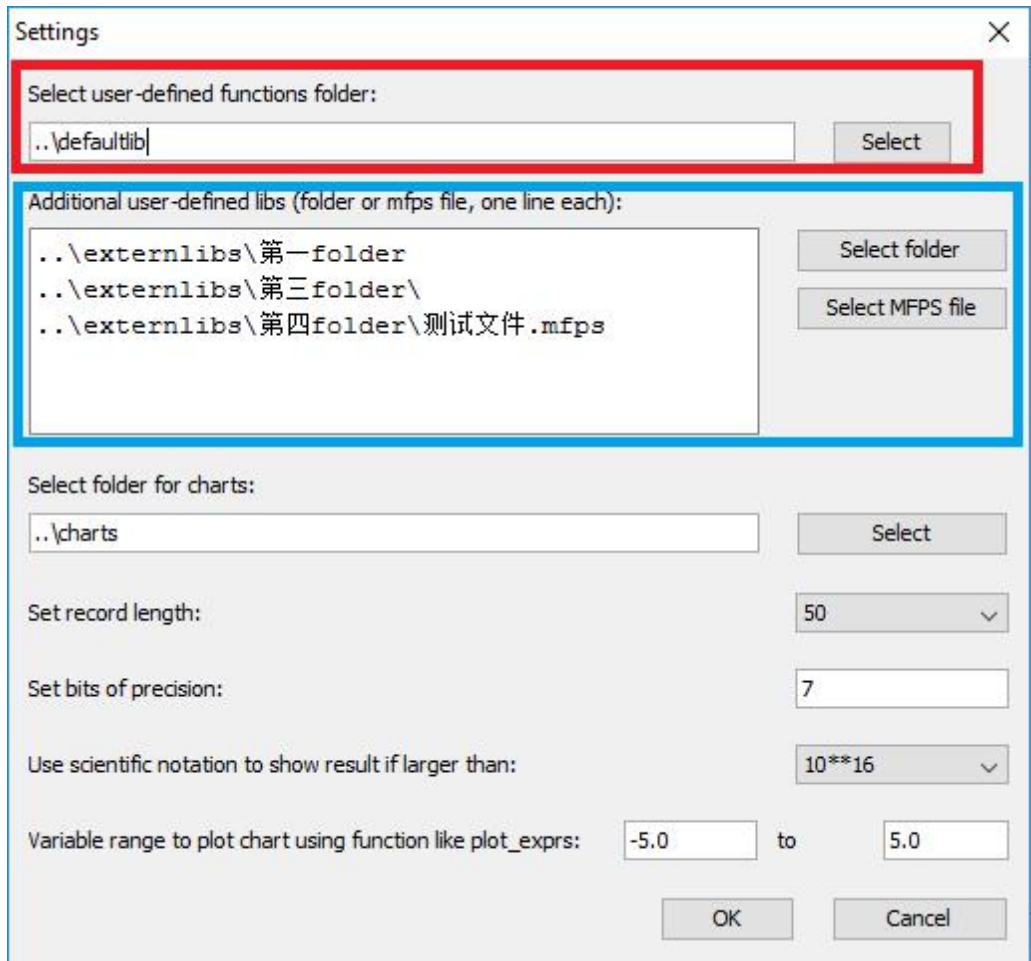 Settings
Select user-defined functions folder:
..\defaultlib
Select
Additional user-defined libs (folder or mfps file, one line each):
..\externlibs\第一folder
Select folder
..\externlibs\第三folder\
Select MFPS file
..\externlibs\第四folder\测试文件.mfps
Select folder for charts:
..\charts
Select
Set record length:
50
Set bits of precision:
7
Use scientific notation to show result if larger than:
10**16
Variable range to plot chart using function like plot_exprs:
-5.0
to
5.0
OK
Cancel